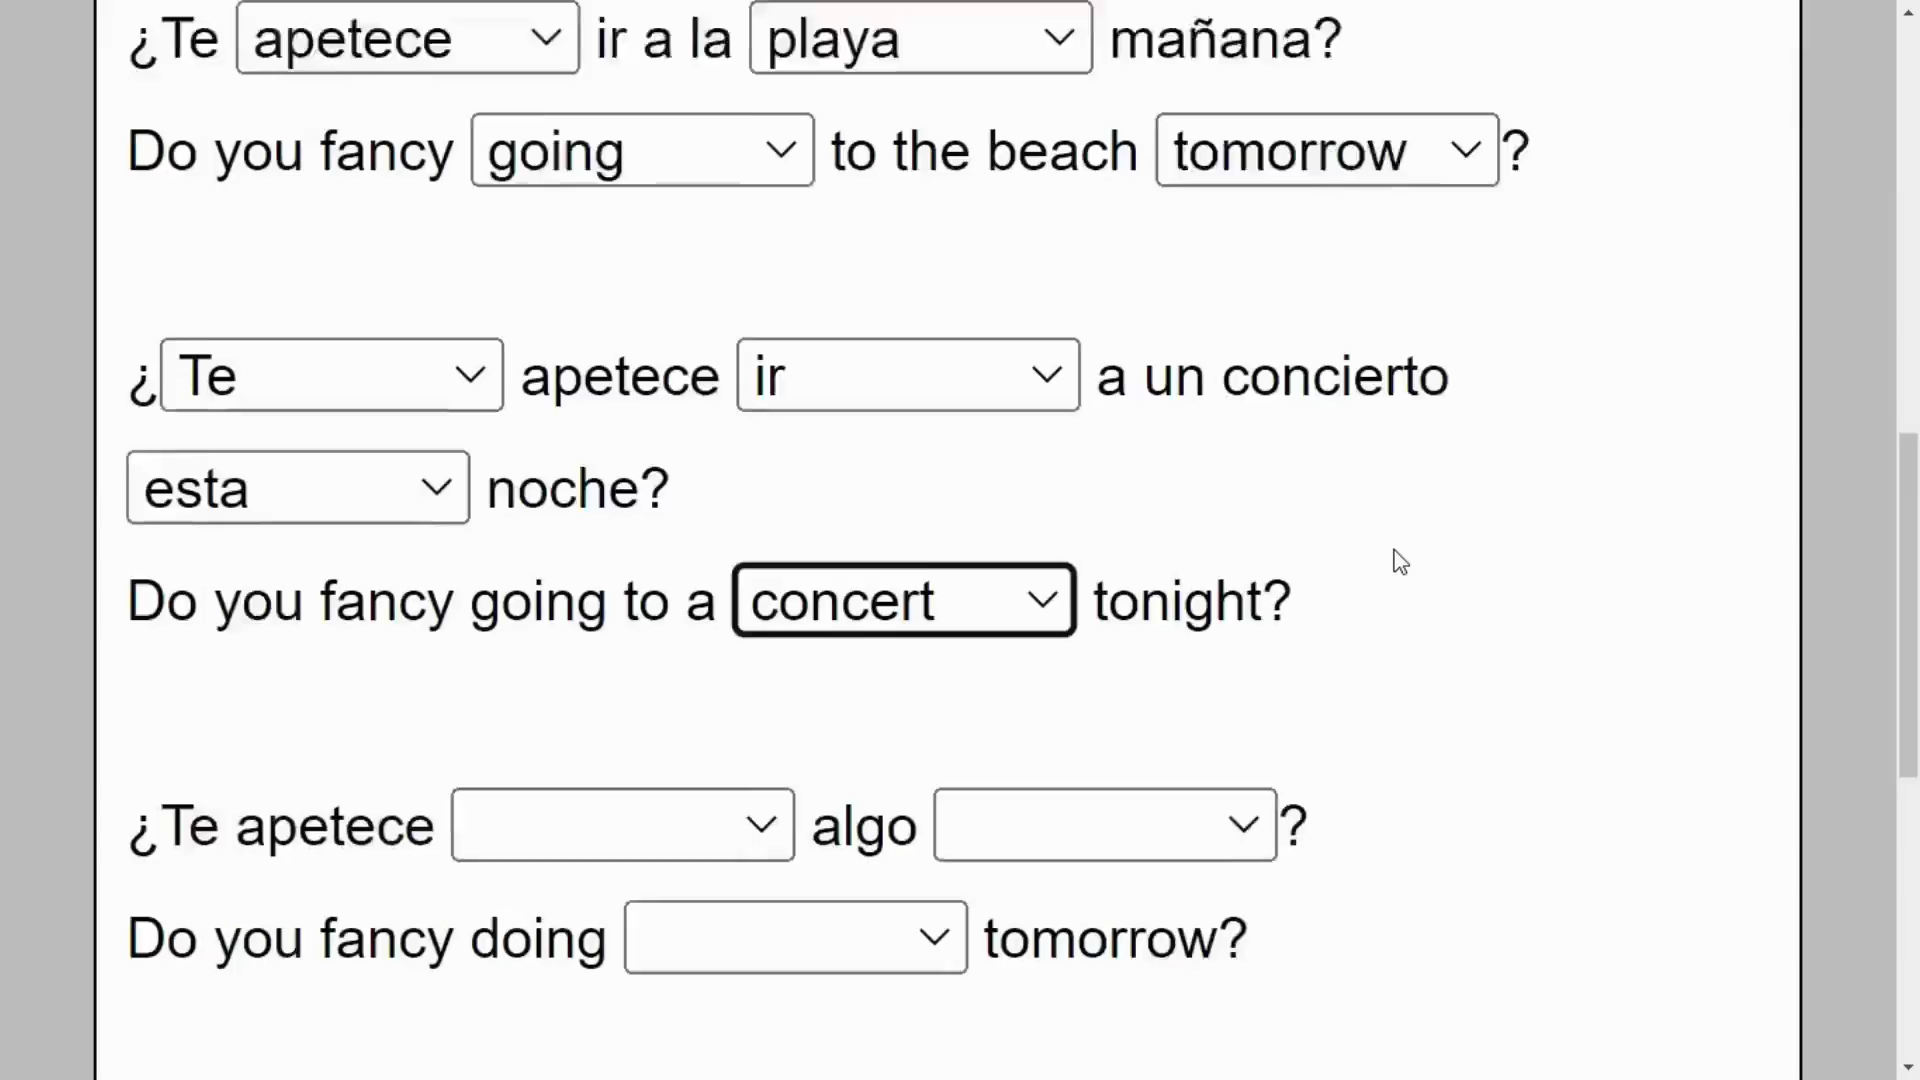 ¿Te apetece ir a la playa mañana?
Do you fancy going to the beach tomorrow ?
¿ Te apetece ir a un concierto
esta noche?
Do you fancy going to a concert tonight?
¿Te apetece algo ?
Do you fancy doing tomorrow?